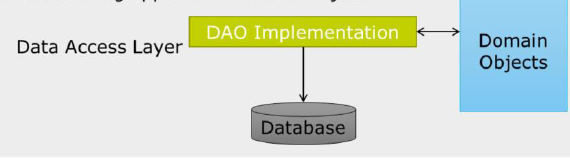 DAO Implementation
Data Access Layer
Domain
Objects
Database